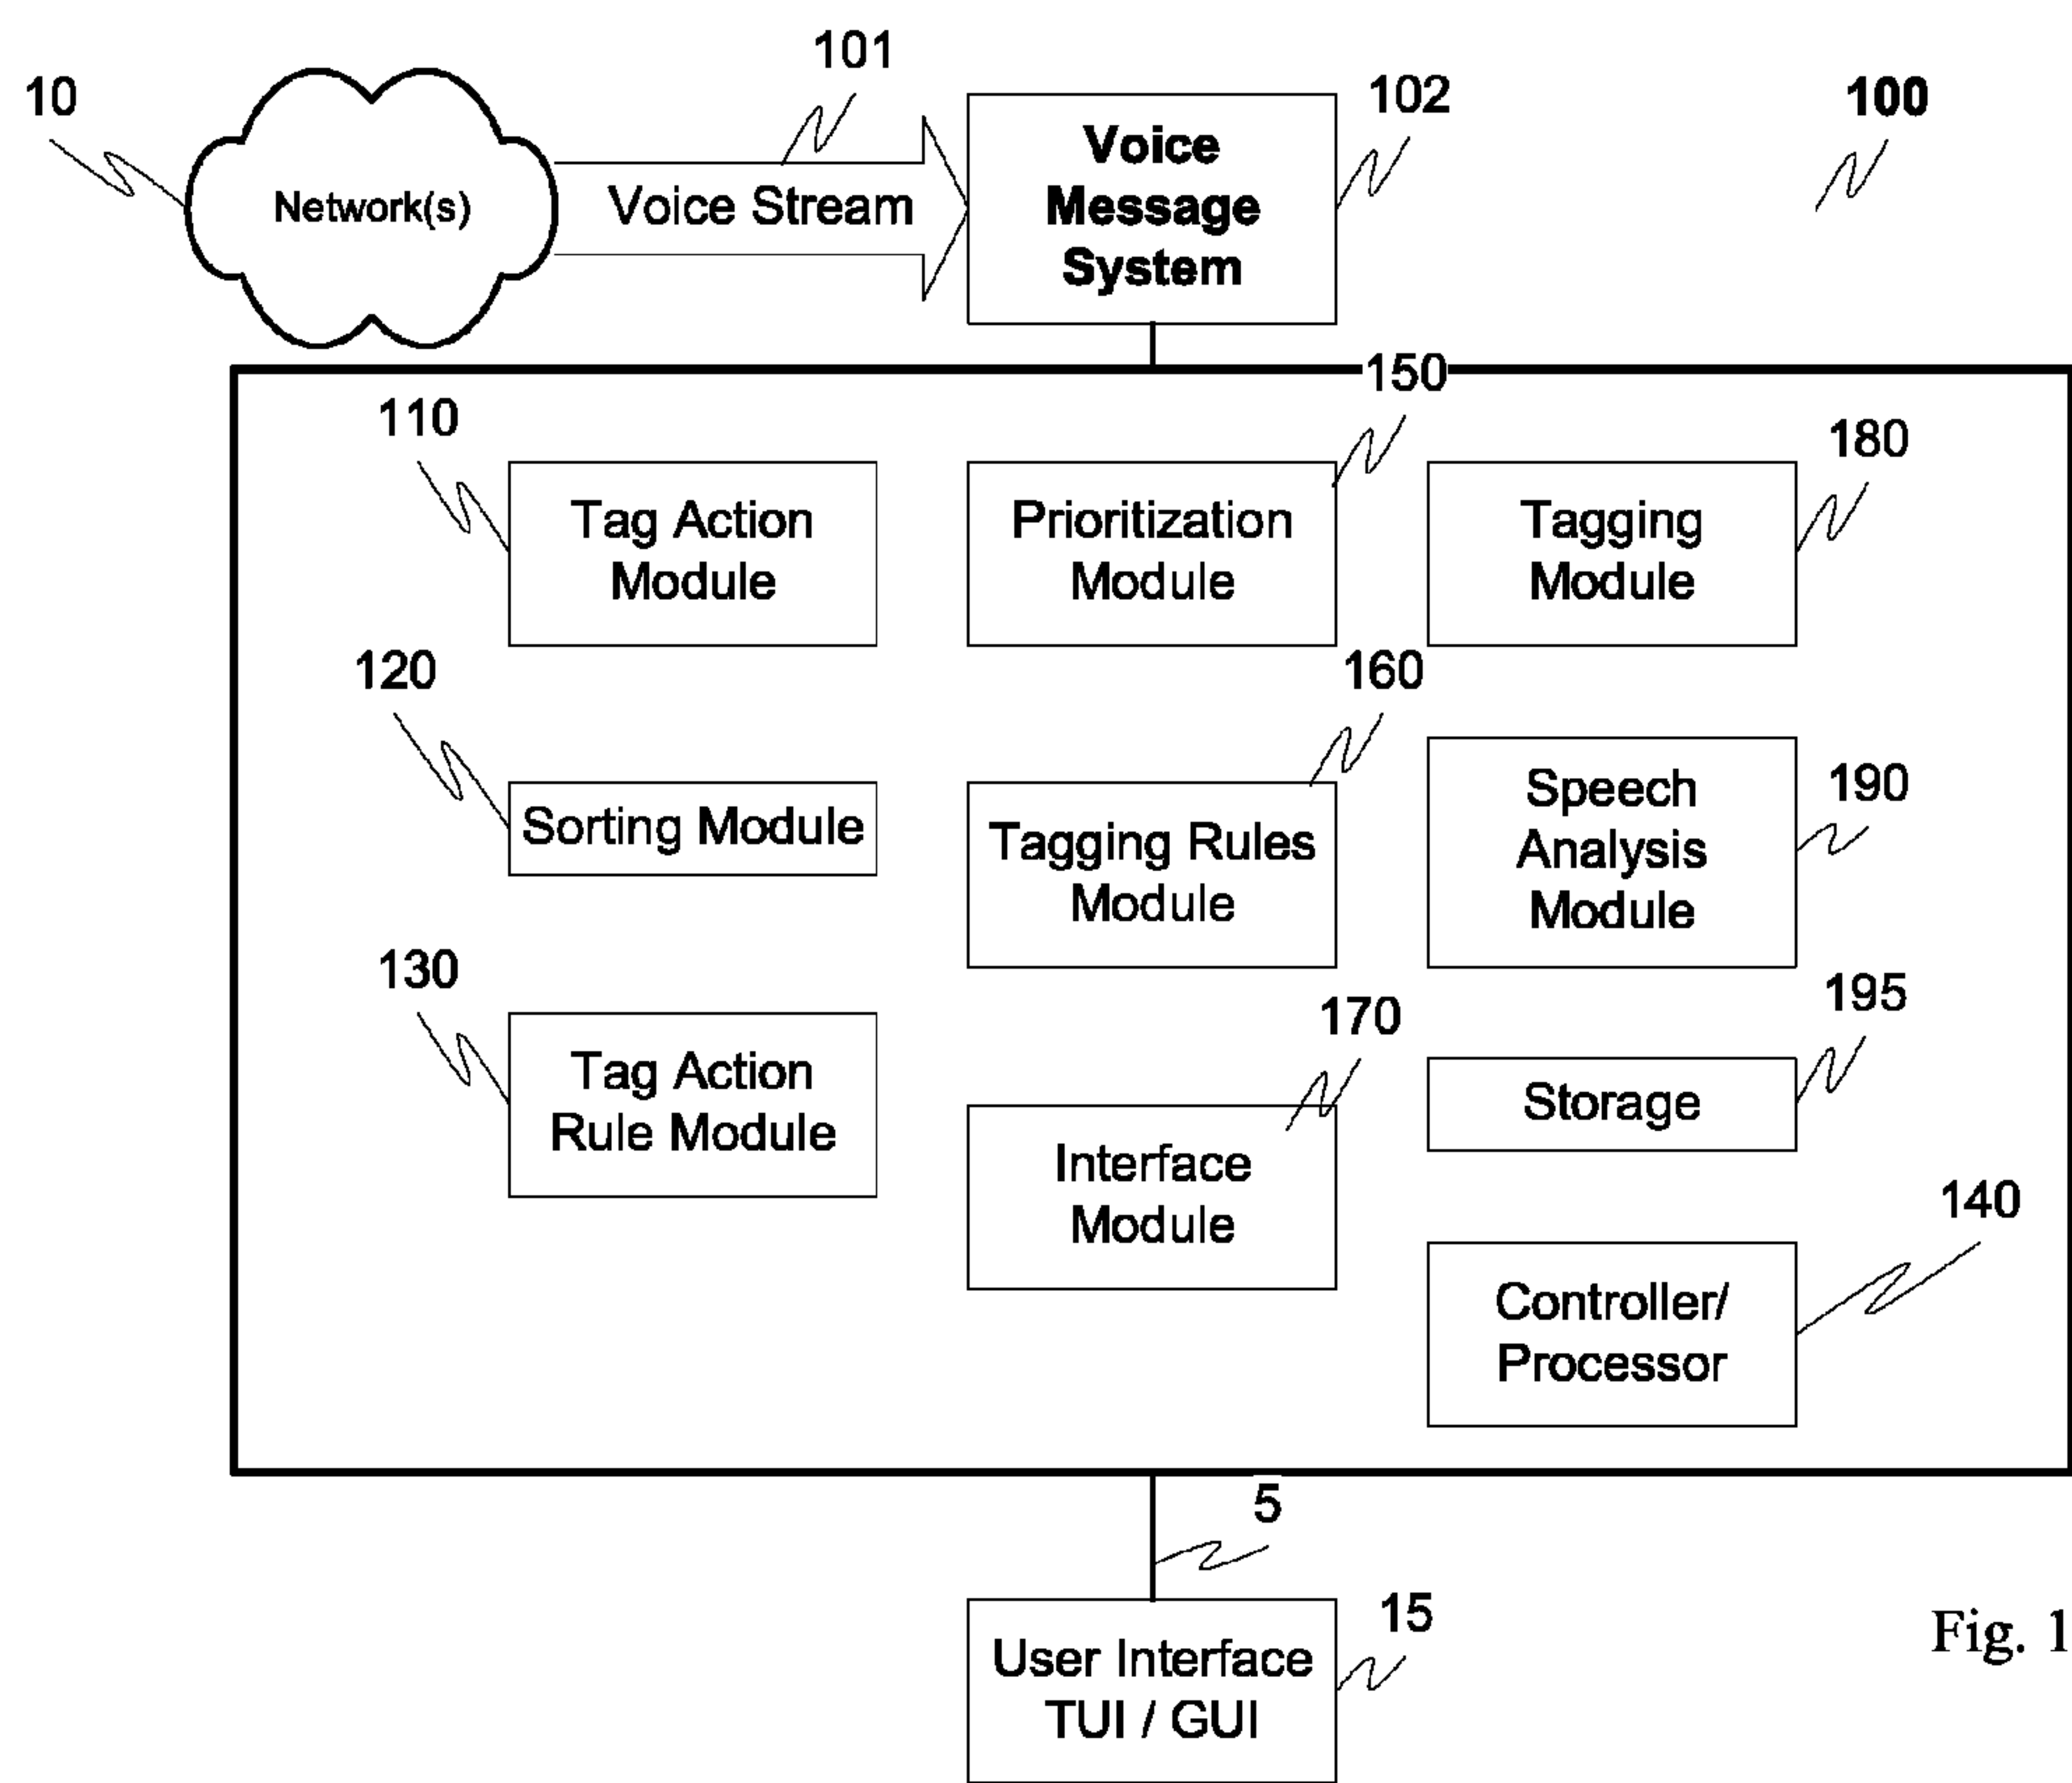 101
10
102
100
Network(s)
Voice Stream
Voice
Message
System
150
110
180
Tag Action
Module
Prioritization
Module
Tagging
Module
120
160
Sorting Module
Tagging Rules
Module
Speech
Analysis
Module
190
130
170
195
Tag Action
Rule Module
Storage
Interface
Module
140
Controller/
Processor
5
15
User Interface
TUI / GUI
Fig. 1